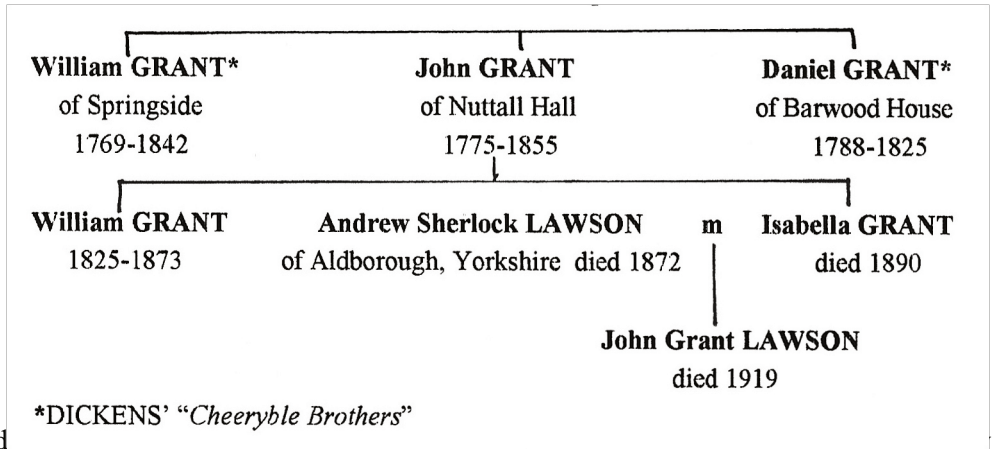 William GRANT* John GRANT Daniel GRANT*
of Springside of Nuttall Hall of Barwood House
1769-1842 1775-1855 1788-1825
William GRANT Andrew Sherlock LAWSON m Isabella GRANT
1825-1873 of Aldborough, Yorkshire died 1872 died 1890
John Grant LAWSON
died 1919
*DICKENS’ “Cheeryble Brothers”